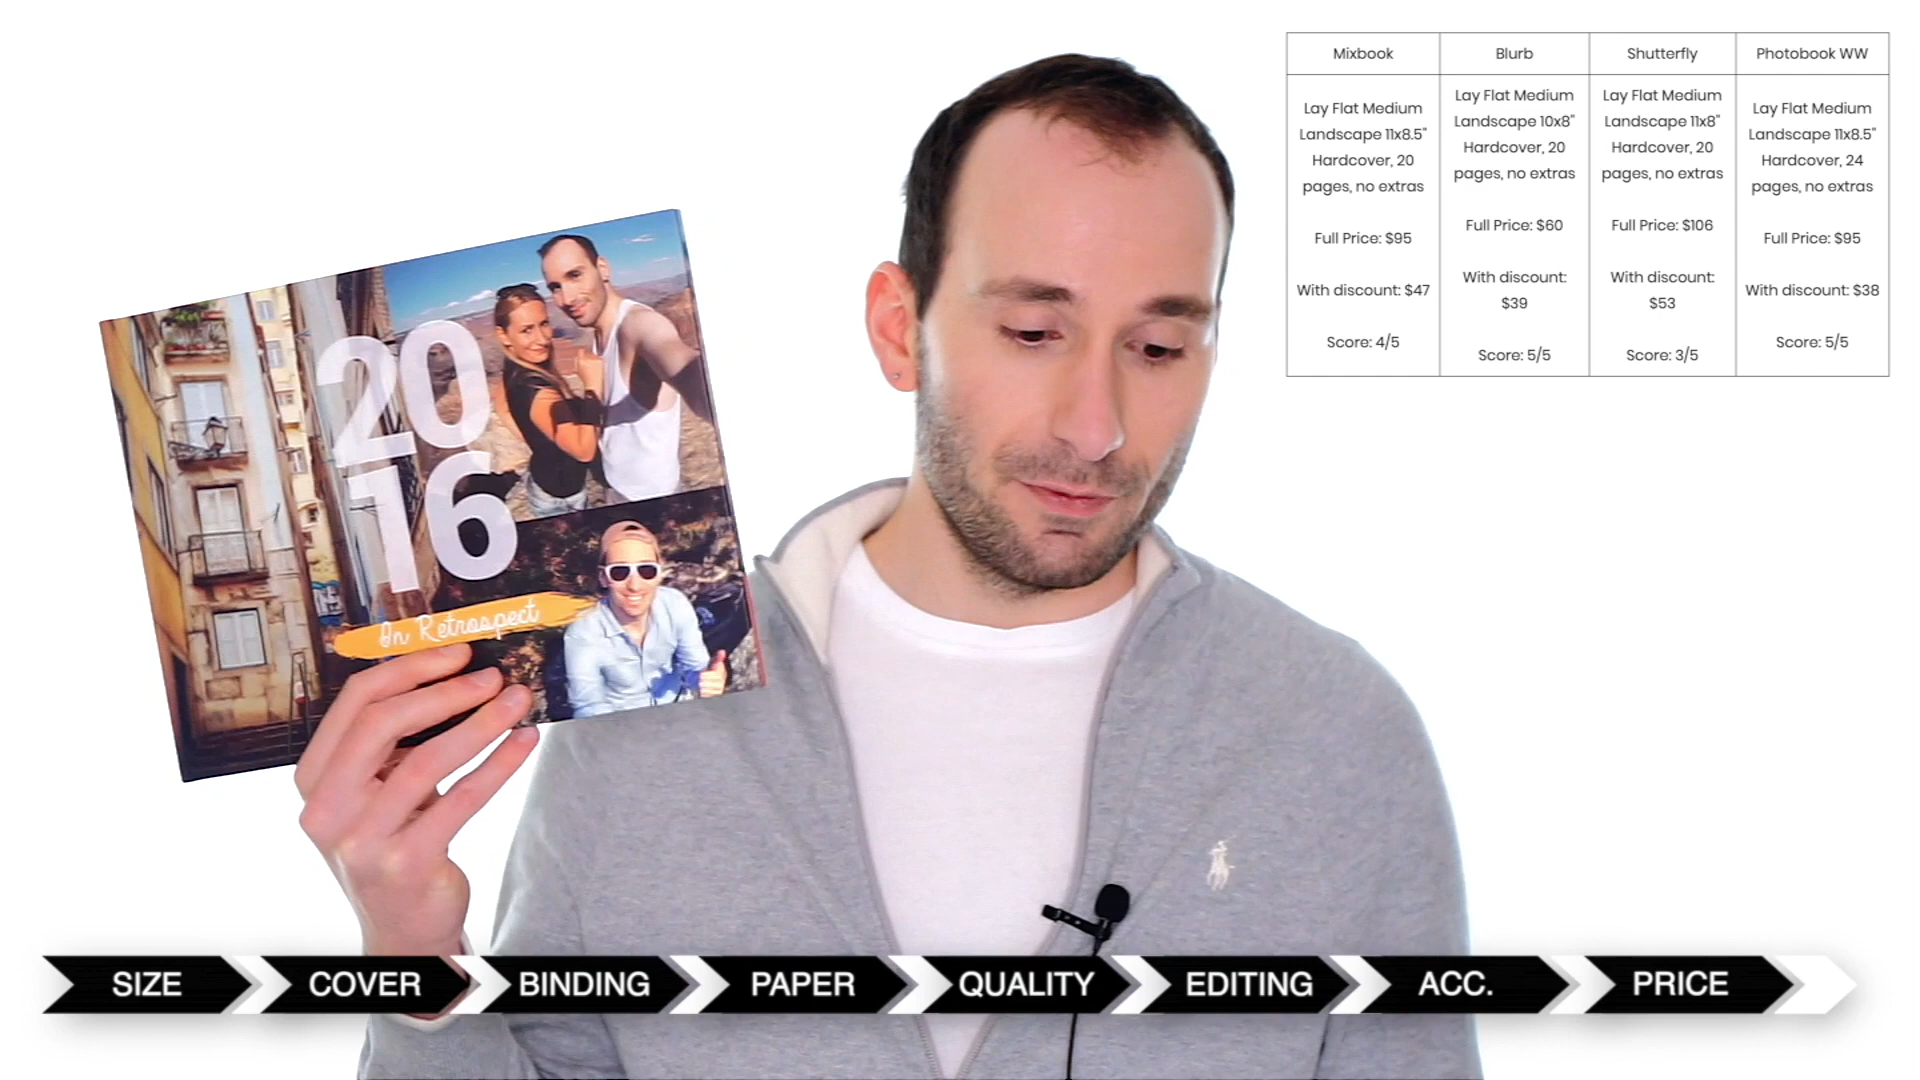 Mixbook
Lay Flat Medium
Landscape 11x8.5"
Hardcover, 20
pages, no extras
Full Price: $95
With discount: $47
Score: 4/5
Blurb
Lay Flat Medium
Landscape 10x8"
Hardcover, 20
pages, no extras
Full Price: $60
With discount:
$39
Score: 5/5
Shutterfly
Lay Flat Medium
Landscape 11x8"
Hardcover, 20
pages, no extras
Full Price: $106
With discount:
$53
Score: 3/5
Photobook WW
Lay Flat Medium
Landscape 11x8.5"
Hardcover, 24
pages, no extras
Full Price: $95
With discount: $38
Score: 5/5
20
16
In Retrospect
SIZE
COVER
BINDING
PAPER
QUALITY
EDITING
ACC.
PRICE